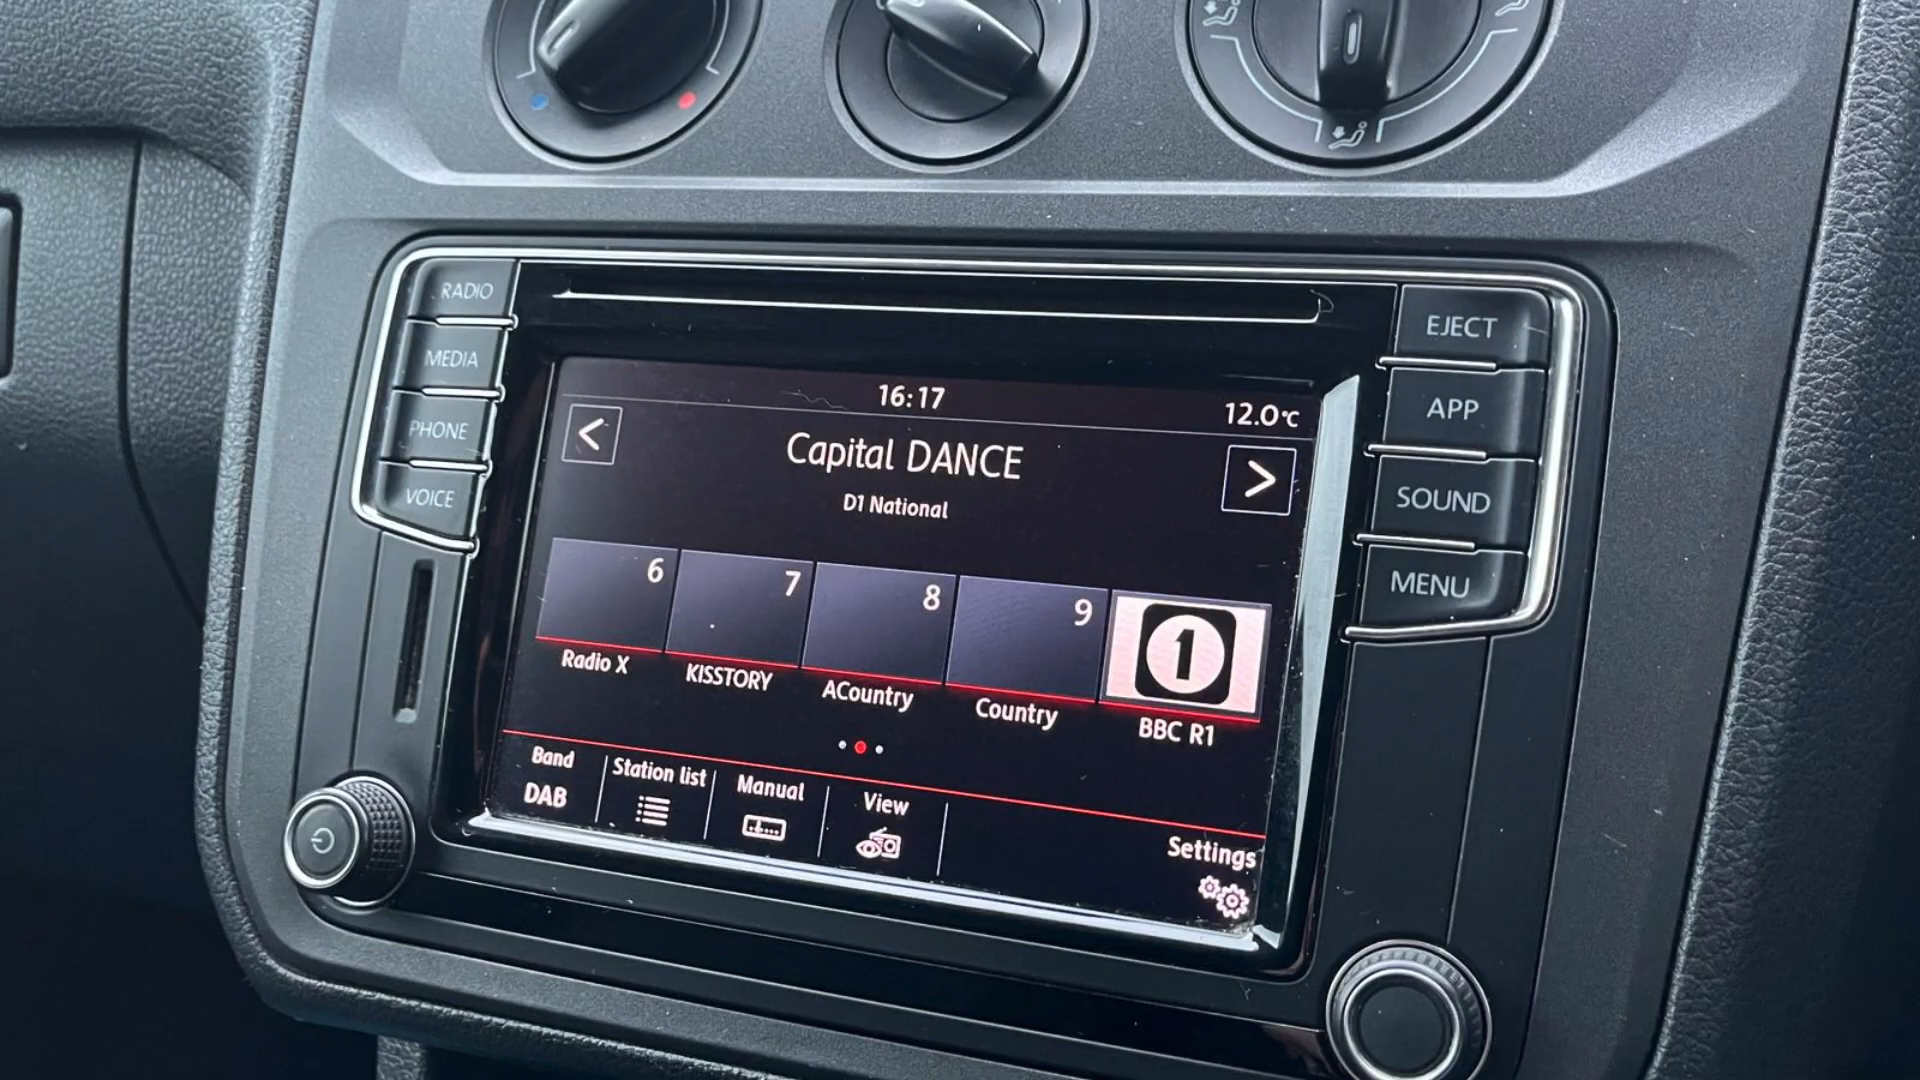 RADIO
MEDIA
PHONE
VOICE
EJECT
APP
SOUND
MENU
16:17
12.0°C
<
Capital DANCE
>
D1 National
6
7
8
9
1
Radio X
KISSTORY
ACountry
Country
BBC R1
Band
Station list
Manual
View
Settings
DAB